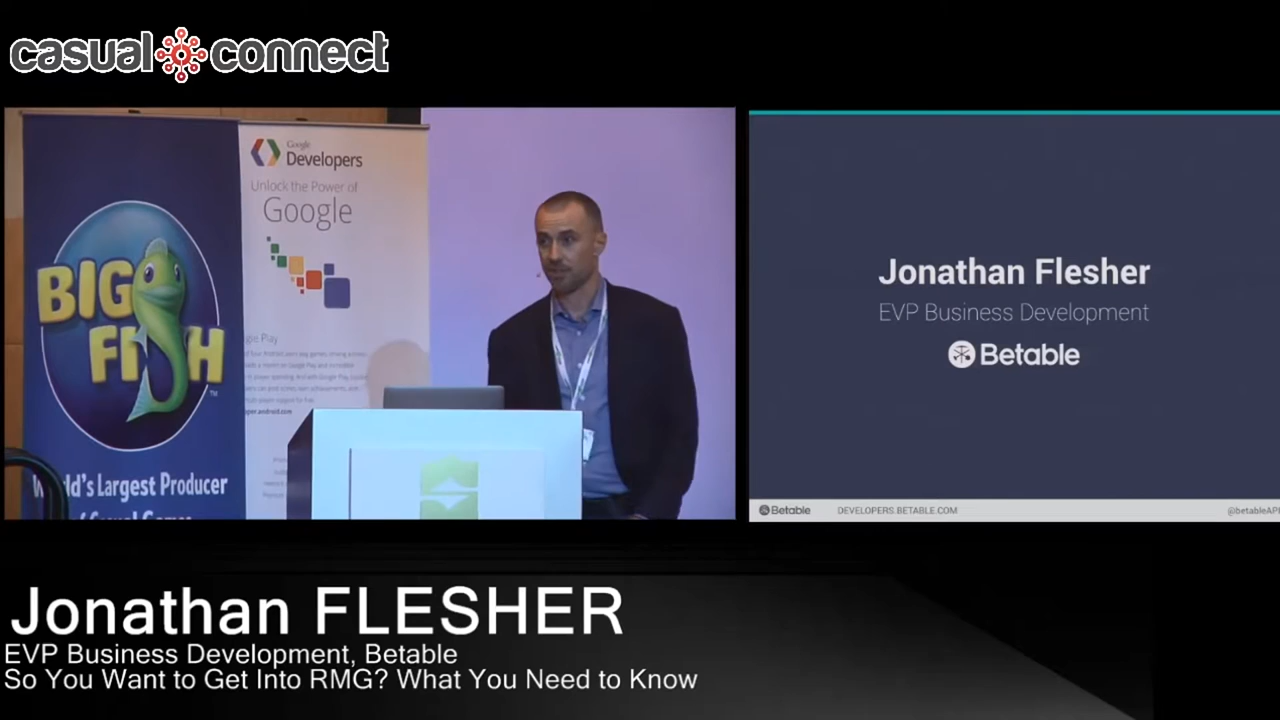 casual connect
BIG
FISH
TM
World's Largest Producer
Google
Developers
Unlock the Power of
Google
Play
Jonathan Flesher
EVP Business Development
Betable
Betable
DEVELOPERS.BETABLE.COM
@betableAPI
Jonathan FLESHER
EVP Business Development, Betable
So You Want to Get Into RMG? What You Need to Know